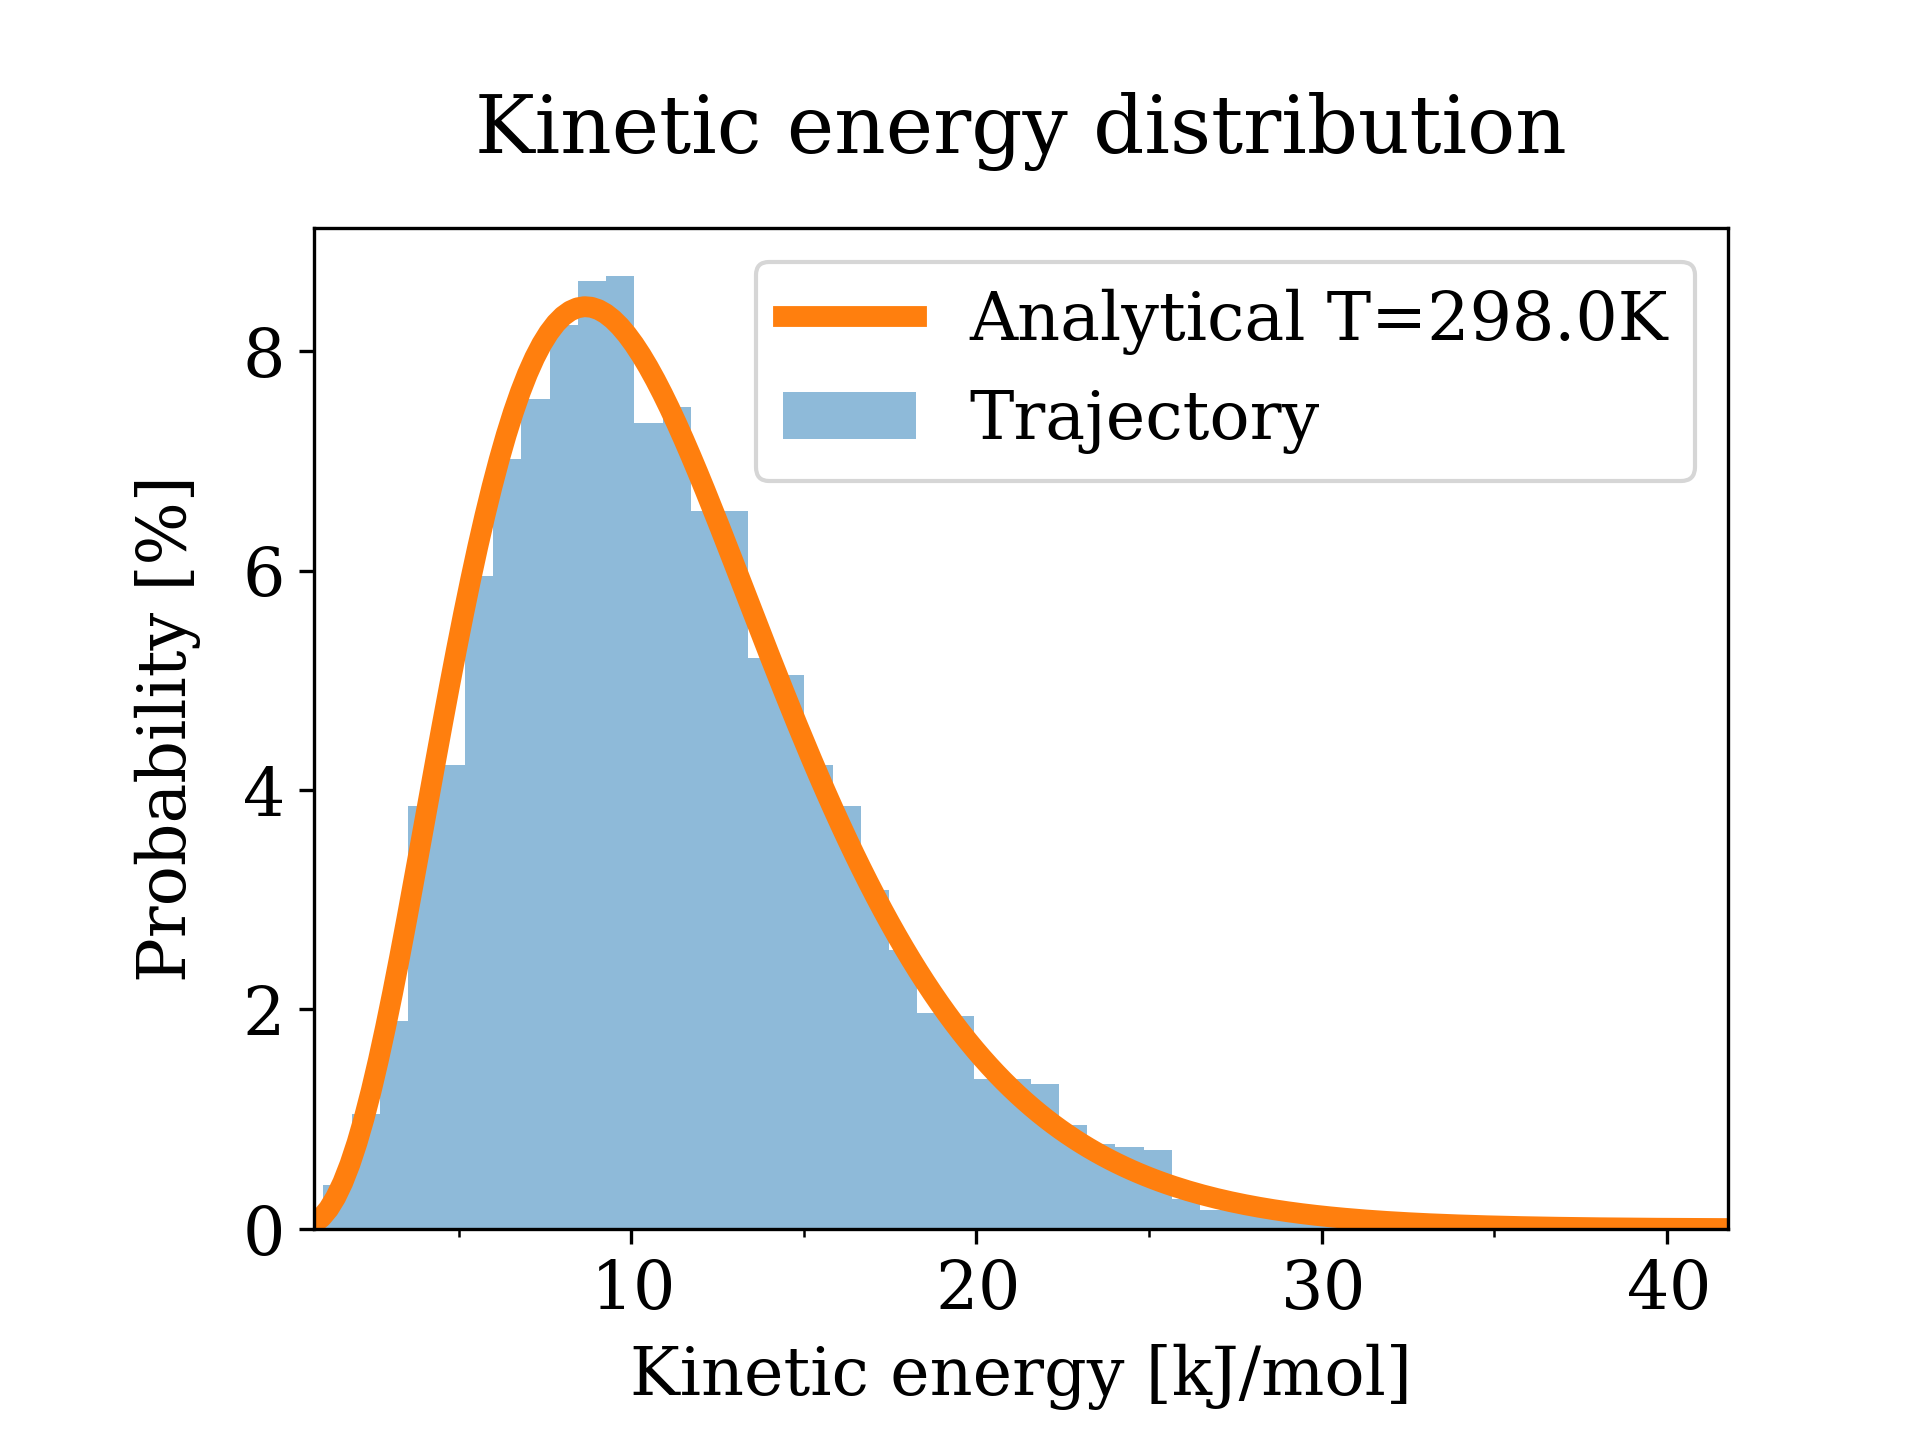 Kinetic energy distribution
Analytical T=298.0K
Trajectory
Probability [%]
8
6
4
2
0
10 20 30 40
Kinetic energy [kJ/mol]